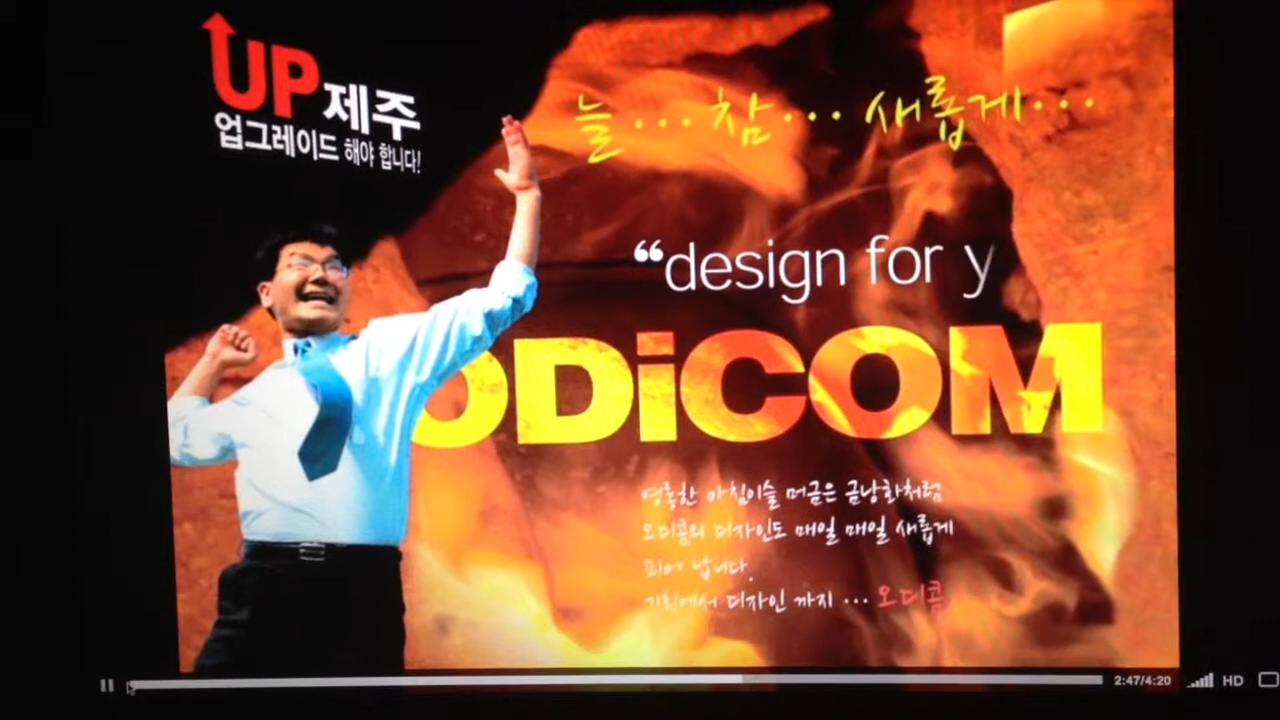 UP 제주
업그레이드 해야 합니다!
늘... 참... 새롭게...
“design for y
ODiCOM
영롱한 아침이슬 머금은 금낭화처럼
오디콤의 디자인도 매일 매일 새롭게
피어 납니다.
기획에서 디자인 까지 ... 오디콤
2:47/4:20 HD